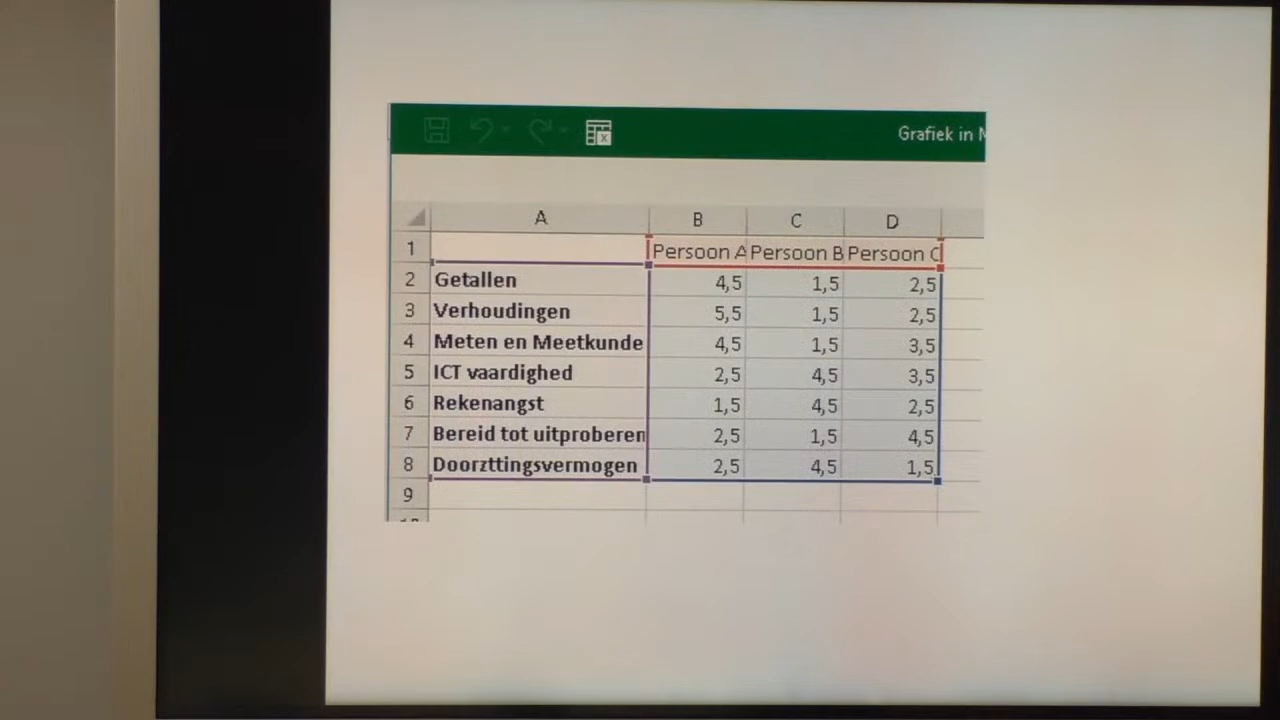 Grafiek in
A B C D
1 Persoon A Persoon B Persoon C
2 Getallen 4,5 1,5 2,5
3 Verhoudingen 5,5 1,5 2,5
4 Meten en Meetkunde 4,5 1,5 3,5
5 ICT vaardighed 2,5 4,5 3,5
6 Rekenangst 1,5 4,5 2,5
7 Bereid tot uitproberen 2,5 1,5 4,5
8 Doorzttingsvermogen 2,5 4,5 1,5
9